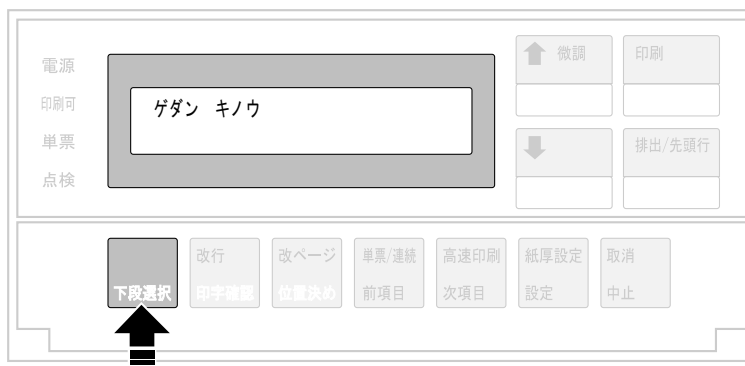 電源
印刷可
単票
点検
ゲダン キノウ
微調
印刷
排出/先頭行
下段選択
改行
印字確認
改ページ
位置決め
単票/連続
前項目
高速印刷
次項目
紙厚設定
設定
取消
中止